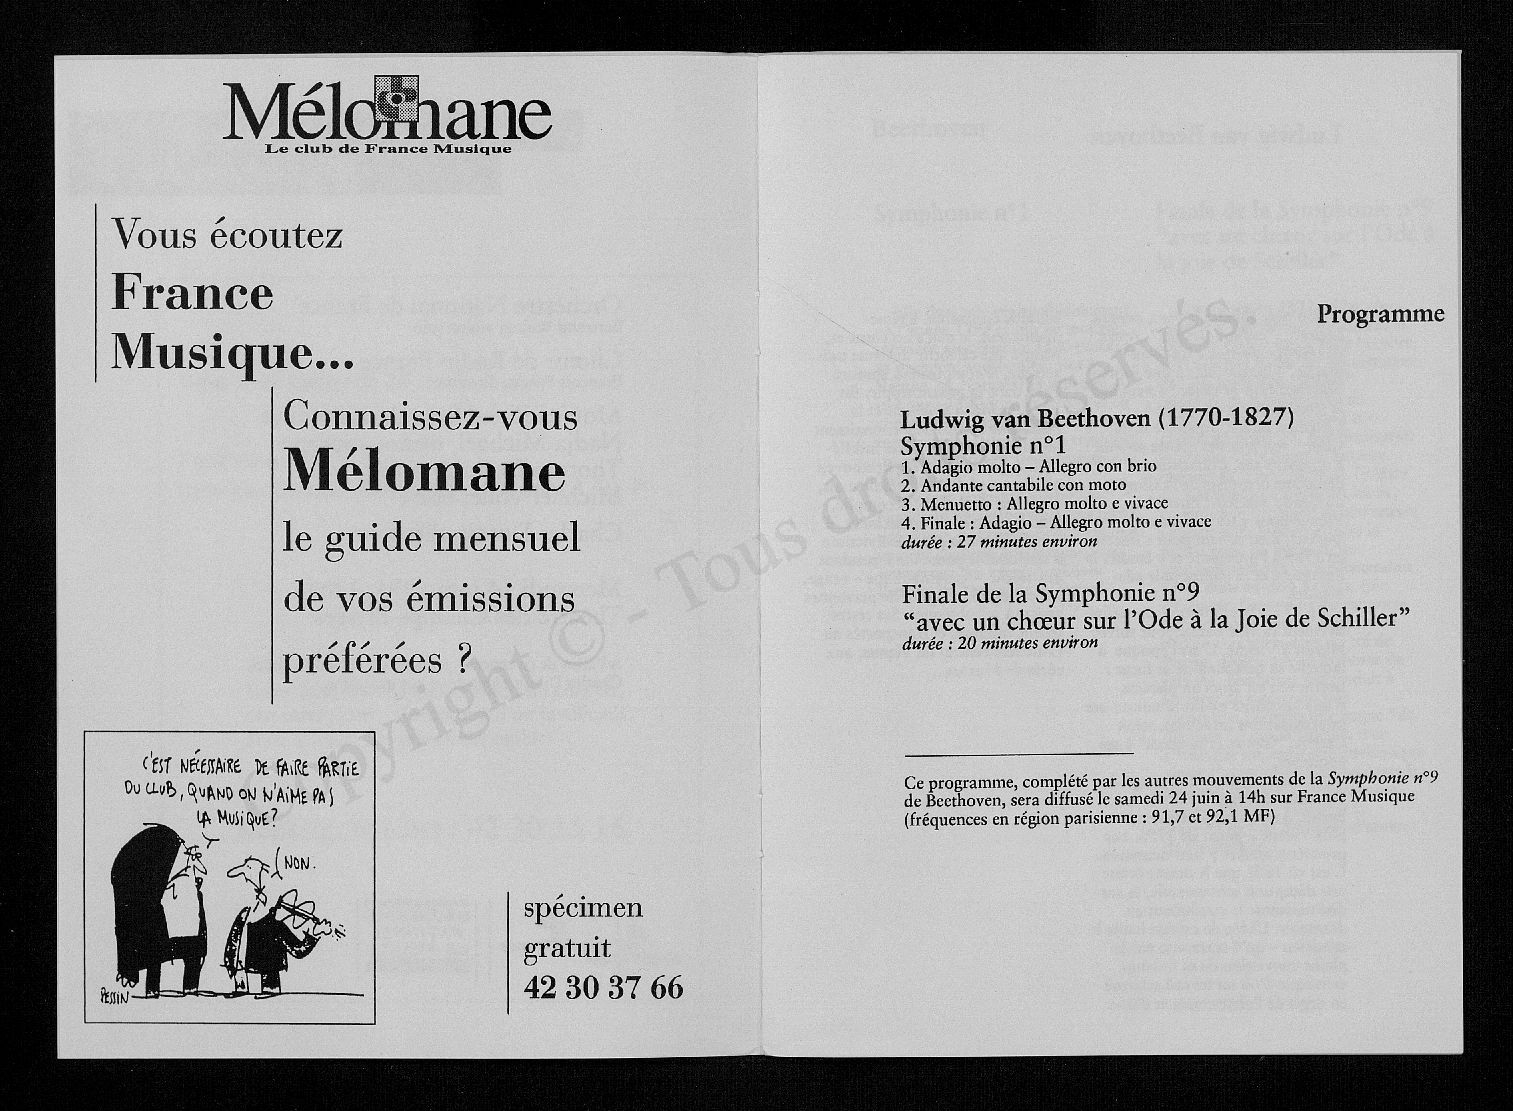 Mélomane
Le club de France Musique
Vous écoutez
France
Musique...
Connaissez-vous
Mélomane
le guide mensuel
de vos émissions
préférées ?
C'EST NÉCESSAIRE DE FAIRE PARTIE
DU CLUB, QUAND ON N'AIME PAS
LA MUSIQUE?
NON.
PESSIN
spécimen
gratuit
42 30 37 66
Programme
Ludwig van Beethoven (1770-1827)
Symphonie n°1
1. Adagio molto – Allegro con brio
2. Andante cantabile con moto
3. Menuetto : Allegro molto e vivace
4. Finale : Adagio – Allegro molto e vivace
durée : 27 minutes environ
Finale de la Symphonie n°9
“avec un chœur sur l’Ode à la Joie de Schiller”
durée : 20 minutes environ
Ce programme, complété par les autres mouvements de la Symphonie n°9
de Beethoven, sera diffusé le samedi 24 juin à 14h sur France Musique
(fréquences en région parisienne : 91,7 et 92,1 MF)
Copyright © - Tous droits réservés.